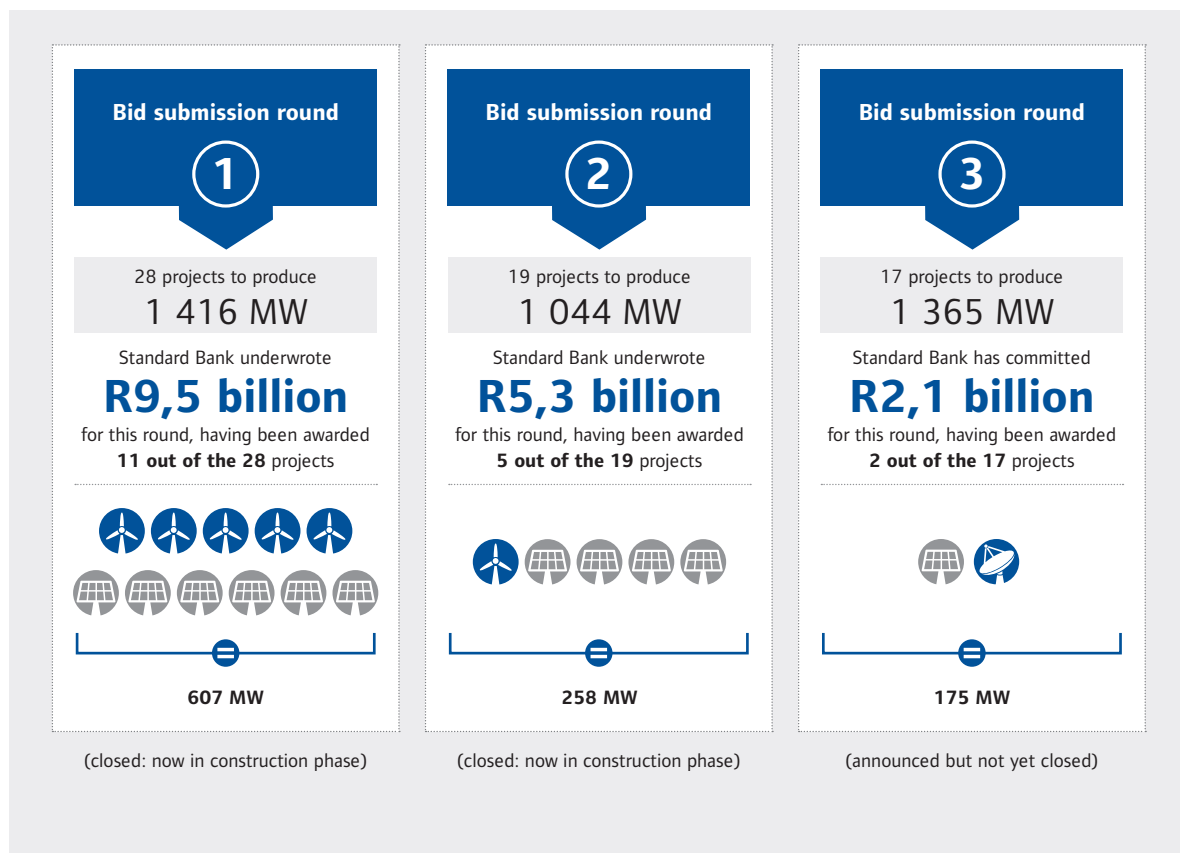 Bid submission round
1
28 projects to produce
1 416 MW
Standard Bank underwrote
R9,5 billion
for this round, having been awarded
11 out of the 28 projects
607 MW
(closed: now in construction phase)
Bid submission round
2
19 projects to produce
1 044 MW
Standard Bank underwrote
R5,3 billion
for this round, having been awarded
5 out of the 19 projects
258 MW
(closed: now in construction phase)
Bid submission round
3
17 projects to produce
1 365 MW
Standard Bank has committed
R2,1 billion
for this round, having been awarded
2 out of the 17 projects
175 MW
(announced but not yet closed)